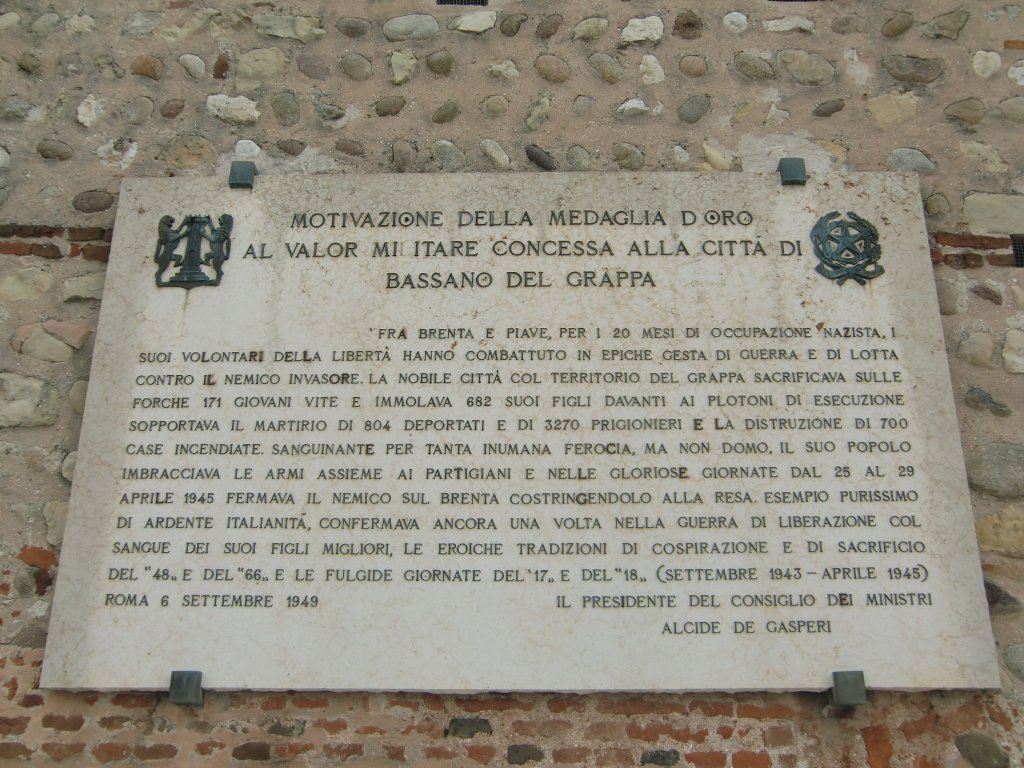 MOTIVAZIONE DELLA MEDAGLIA D'ORO
AL VALOR MILITARE CONCESSA ALLA CITTÀ DI
BASSANO DEL GRAPPA
'FRA BRENTA E PIAVE, PER I 20 MESI DI OCCUPAZIONE NAZISTA, I
SUOI VOLONTARI DELLA LIBERTÀ HANNO COMBATTUTO IN EPICHE GESTA DI GUERRA E DI LOTTA
CONTRO IL NEMICO INVASORE. LA NOBILE CITTÀ COL TERRITORIO DEL GRAPPA SACRIFICAVA SULLE
FORCHE 171 GIOVANI VITE E IMMOLAVA 682 SUOI FIGLI DAVANTI AI PLOTONI DI ESECUZIONE
SOPPORTAVA IL MARTIRIO DI 804 DEPORTATI E DI 3270 PRIGIONIERI E LA DISTRUZIONE DI 700
CASE INCENDIATE. SANGUINANTE PER TANTA INUMANA FEROCIA, MA NON DOMO, IL SUO POPOLO
IMBRACCIAVA LE ARMI ASSIEME AI PARTIGIANI E NELLE GLORIOSE GIORNATE DAL 25 AL 29
APRILE 1945 FERMAVA IL NEMICO SUL BRENTA COSTRINGENDOLO ALLA RESA. ESEMPIO PURISSIMO
DI ARDENTE ITALIANITÀ, CONFERMAVA ANCORA UNA VOLTA NELLA GUERRA DI LIBERAZIONE COL
SANGUE DEI SUOI FIGLI MIGLIORI, LE EROICHE TRADIZIONI DI COSPIRAZIONE E DI SACRIFICIO
DEL “48„ E DEL “66„ E LE FULGIDE GIORNATE DEL “17„ E DEL “18„ (SETTEMBRE 1943 – APRILE 1945)
ROMA 6 SETTEMBRE 1949 IL PRESIDENTE DEL CONSIGLIO DEI MINISTRI
ALCIDE DE GASPERI